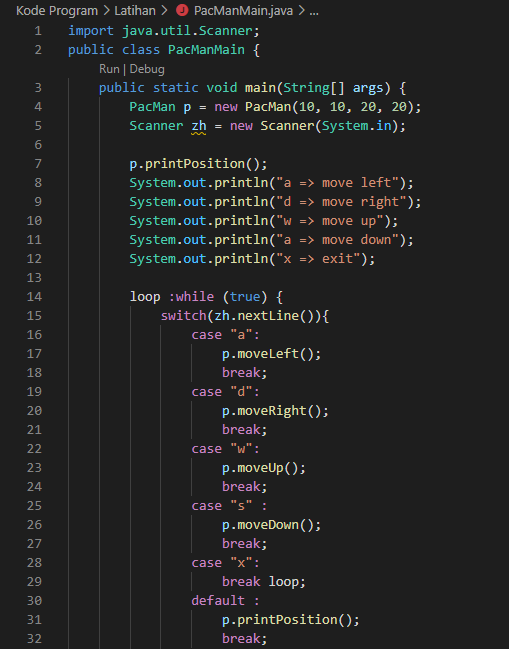 Kode Program > Latihan > PacManMain.java > ...
1 import java.util.Scanner;
2 public class PacManMain {
Run | Debug
3 public static void main(String[] args) {
4 PacMan p = new PacMan(10, 10, 20, 20);
5 Scanner zh = new Scanner(System.in);
6
7 p.printPosition();
8 System.out.println("a => move left");
9 System.out.println("d => move right");
10 System.out.println("w => move up");
11 System.out.println("a => move down");
12 System.out.println("x => exit");
13
14 loop :while (true) {
15 switch(zh.nextLine()){
16 case "a":
17 p.moveLeft();
18 break;
19 case "d":
20 p.moveRight();
21 break;
22 case "w":
23 p.moveUp();
24 break;
25 case "s" :
26 p.moveDown();
27 break;
28 case "x":
29 break loop;
30 default :
31 p.printPosition();
32 break;